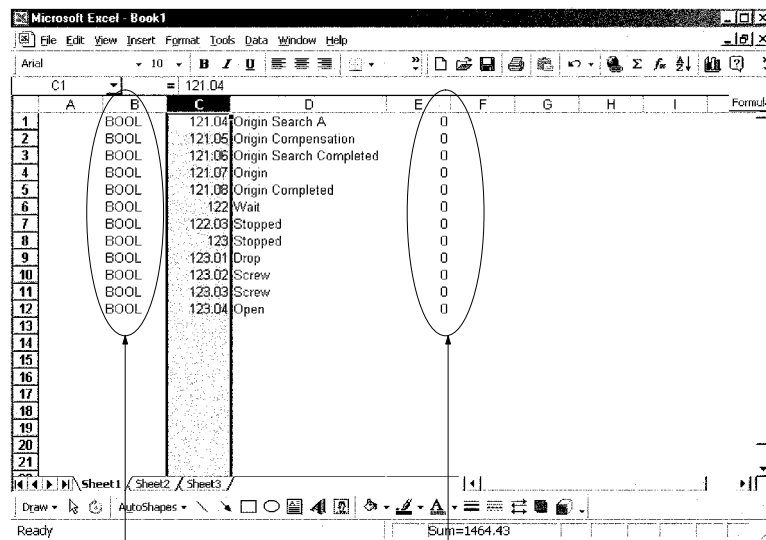 Microsoft Excel - Book1
File Edit View Insert Format Tools Data Window Help
Arial 10 B I U
C1 = 121.04
A B C D E F G H I Formul
1 BOOL 121.04 Origin Search A 0
2 BOOL 121.05 Origin Compensation 0
3 BOOL 121.06 Origin Search Completed 0
4 BOOL 121.07 Origin 0
5 BOOL 121.08 Origin Completed 0
6 BOOL 122 Wait 0
7 BOOL 122.03 Stopped 0
8 BOOL 123 Stopped 0
9 BOOL 123.01 Drop 0
10 BOOL 123.02 Screw 0
11 BOOL 123.03 Screw 0
12 BOOL 123.04 Open 0
13
14
15
16
17
18
19
20
21
Sheet1 Sheet2 Sheet3
Draw AutoShapes
Ready Sum=1464.43